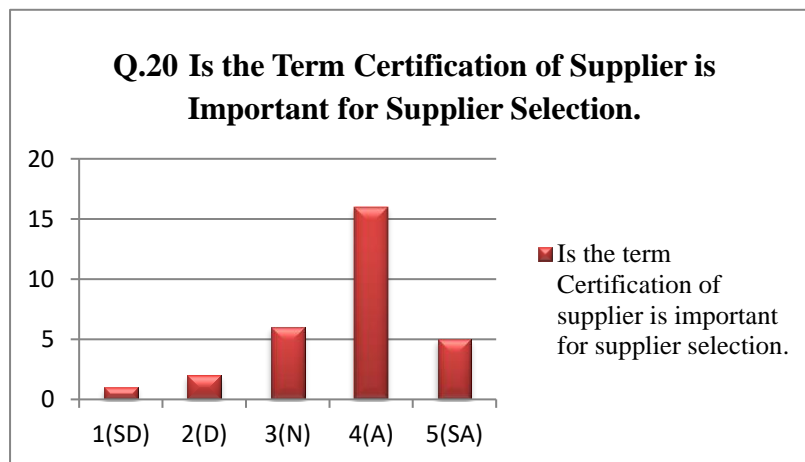 Q.20 Is the Term Certification of Supplier is
Important for Supplier Selection.
20
15
10
5
0
1(SD) 2(D) 3(N) 4(A) 5(SA)
Is the term
Certification of
supplier is important
for supplier selection.